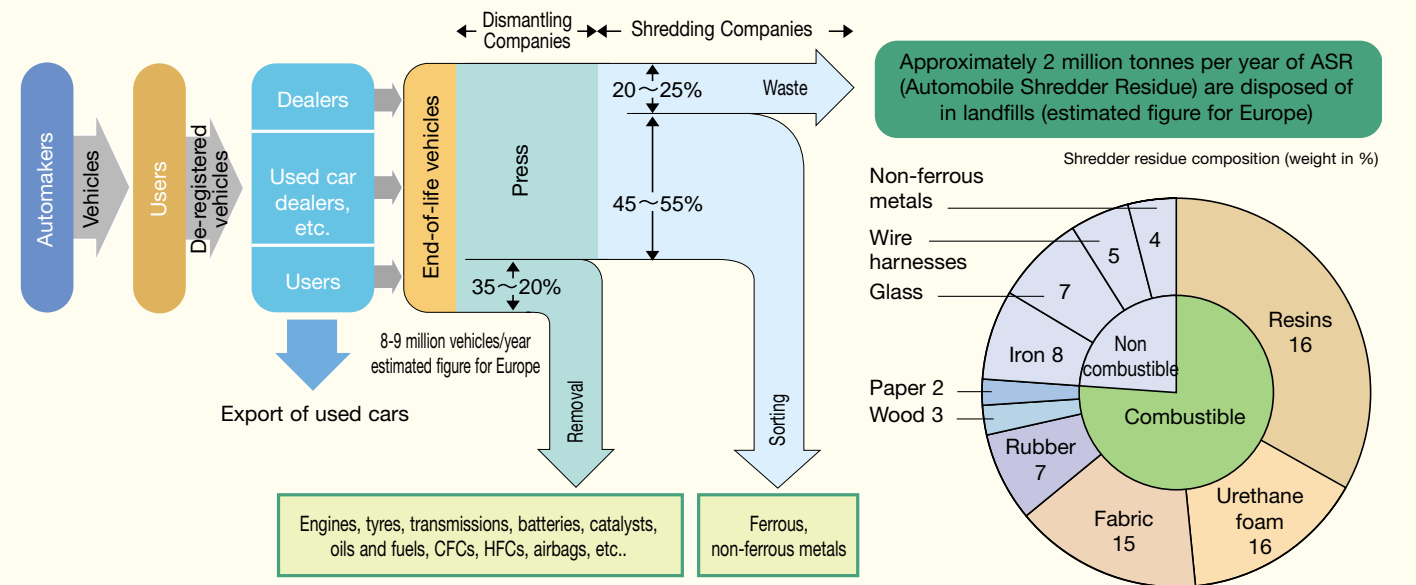 Dismantling
Companies
Shredding Companies
Automakers
Vehicles
Users
De-registered
vehicles
Dealers
Used car
dealers,
etc.
Users
Export of used cars
End-of-life vehicles
8-9 million vehicles/year
estimated figure for Europe
Press
35～20%
Removal
20～25%
Waste
45～55%
Sorting
Engines, tyres, transmissions, batteries, catalysts,
oils and fuels, CFCs, HFCs, airbags, etc..
Ferrous,
non-ferrous metals
Approximately 2 million tonnes per year of ASR
(Automobile Shredder Residue) are disposed of
in landfills (estimated figure for Europe)
Shredder residue composition (weight in %)
Non-ferrous
metals
4
Wire
harnesses
5
Glass
7
Iron 8
Paper 2
Wood 3
Rubber
7
Fabric
15
Urethane
foam
16
Resins
16
Non
combustible
Combustible